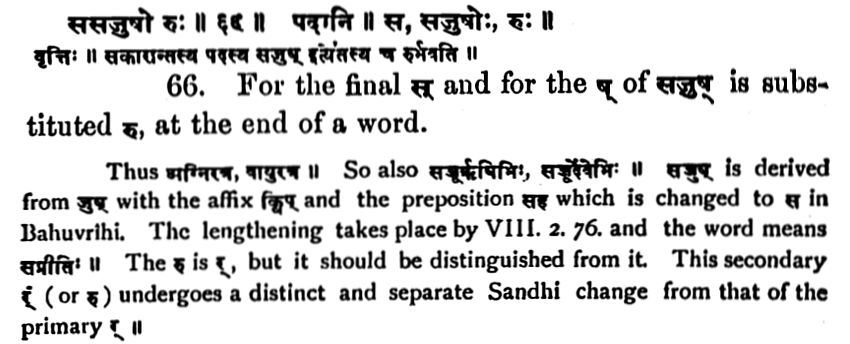 ससजुषो रुः ॥ ६६ ॥ पदानि ॥ स, सजुषोः, रुः ॥
वृत्तिः ॥ सकारान्तस्य पदस्य सजुष् इत्येतस्य च रुर्भवति ॥
66. For the final स् and for the ष् of सजुष् is subs-
tituted रु, at the end of a word.
Thus अग्निरत्र, वायुरत्र ॥ So also सजूर्ऋषिभिः, सजूर्देवेभिः ॥ सजुष् is derived
from जुष् with the affix क्विप् and the preposition सह which is changed to स in
Bahuvrihi. The lengthening takes place by VIII. 2. 76. and the word means
सप्रीतिः ॥ The रु is र्, but it should be distinguished from it. This secondary
र्ँ (or रु) undergoes a distinct and separate Sandhi change from that of the
primary र् ॥